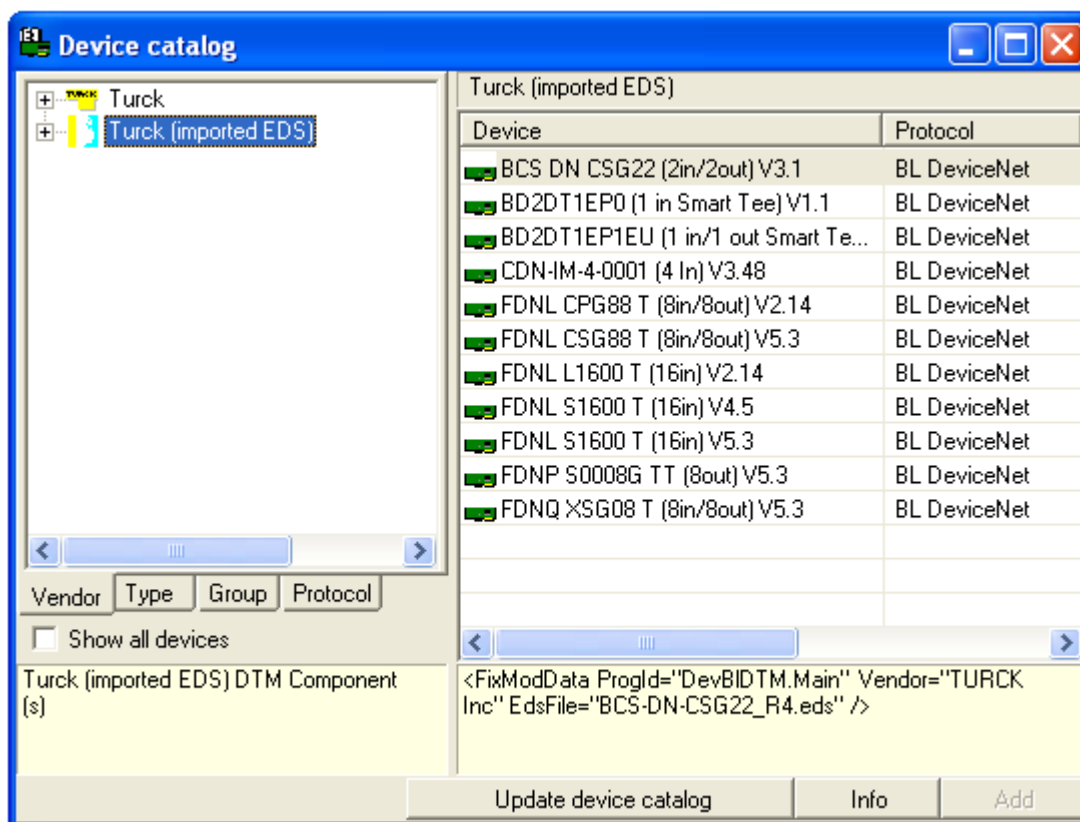 Device catalog
Turck
Turck (imported EDS)
Vendor Type Group Protocol
Show all devices
Turck (imported EDS) DTM Component
(s)
Turck (imported EDS)
Device Protocol
BCS DN CSG22 (2in/2out) V3.1 BL DeviceNet
BD2DT1EP0 (1 in Smart Tee) V1.1 BL DeviceNet
BD2DT1EP1EU (1 in/1 out Smart Te... BL DeviceNet
CDN-IM-4-0001 (4 In) V3.48 BL DeviceNet
FDNL CPG88 T (8in/8out) V2.14 BL DeviceNet
FDNL CSG88 T (8in/8out) V5.3 BL DeviceNet
FDNL L1600 T (16in) V2.14 BL DeviceNet
FDNL S1600 T (16in) V4.5 BL DeviceNet
FDNL S1600 T (16in) V5.3 BL DeviceNet
FDNP S0008G TT (8out) V5.3 BL DeviceNet
FDNQ XSG08 T (8in/8out) V5.3 BL DeviceNet
<FixModData ProgId="DevBIDTM.Main" Vendor="TURCK
Inc" EdsFile="BCS-DN-CSG22_R4.eds" />
Update device catalog Info Add